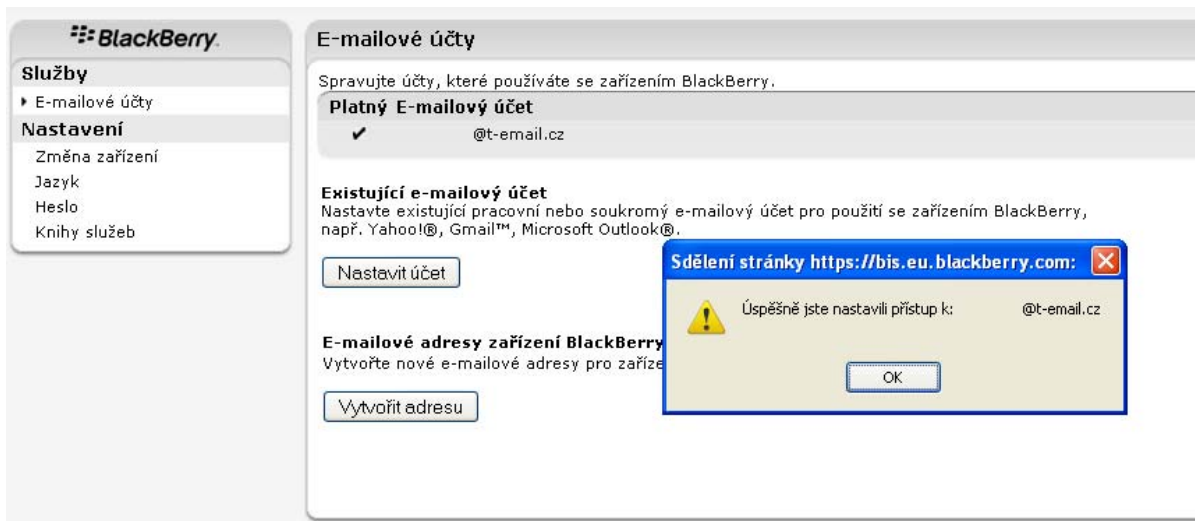 BlackBerry.
Služby
E-mailové účty
Nastavení
Změna zařízení
Jazyk
Heslo
Knihy služeb
E-mailové účty
Spravujte účty, které používáte se zařízením BlackBerry.
Platný E-mailový účet
@t-email.cz
Existující e-mailový účet
Nastavte existující pracovní nebo soukromý e-mailový účet pro použití se zařízením BlackBerry,
např. Yahoo!®, Gmail™, Microsoft Outlook®.
Nastavit účet
E-mailové adresy zařízení BlackBerry
Vytvořte nové e-mailové adresy pro zaříze
Vytvořit adresu
Sdělení stránky https://bis.eu.blackberry.com:
Úspěšně jste nastavili přístup k: @t-email.cz
OK